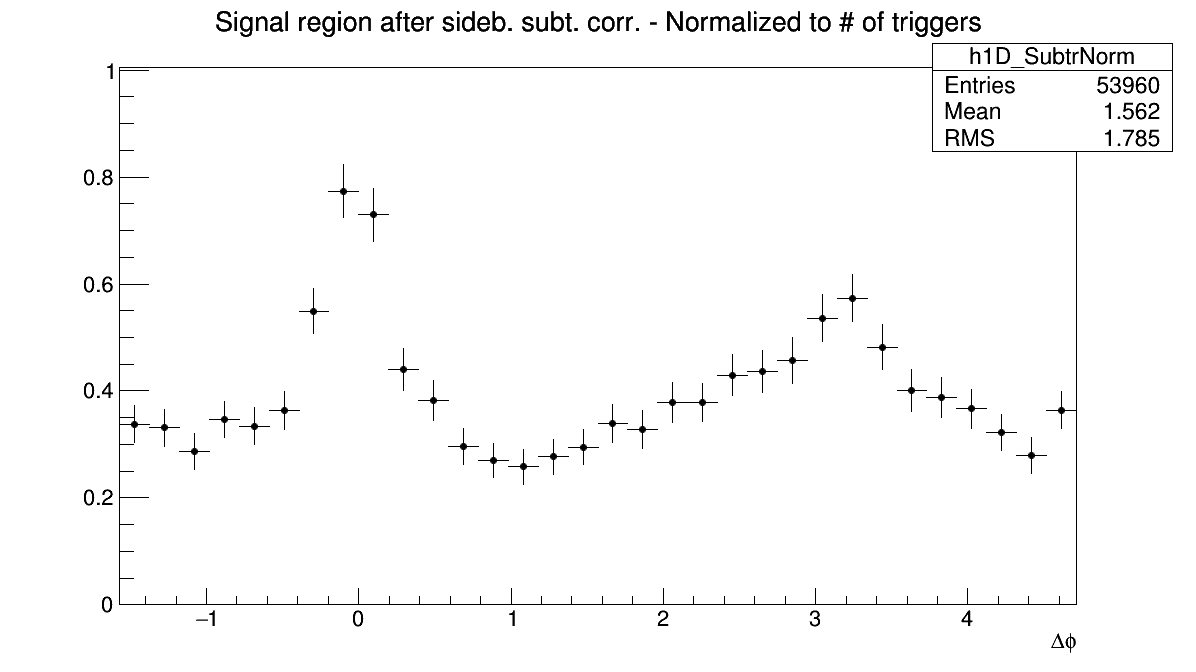 Signal region after sideb. subt. corr. - Normalized to # of triggers
h1D_SubtrNorm
Entries 53960
Mean 1.562
RMS 1.785
1
0.8
0.6
0.4
0.2
0
−1 0 1 2 3 4
Δϕ